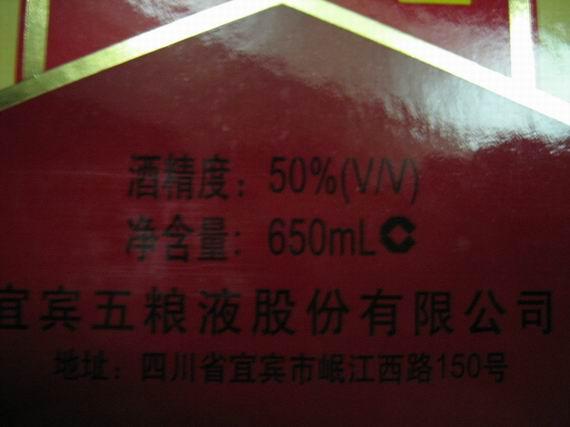 酒精度：50%(V/V)
净含量：650mL
宜宾五粮液股份有限公司
地址：四川省宜宾市岷江西路150号